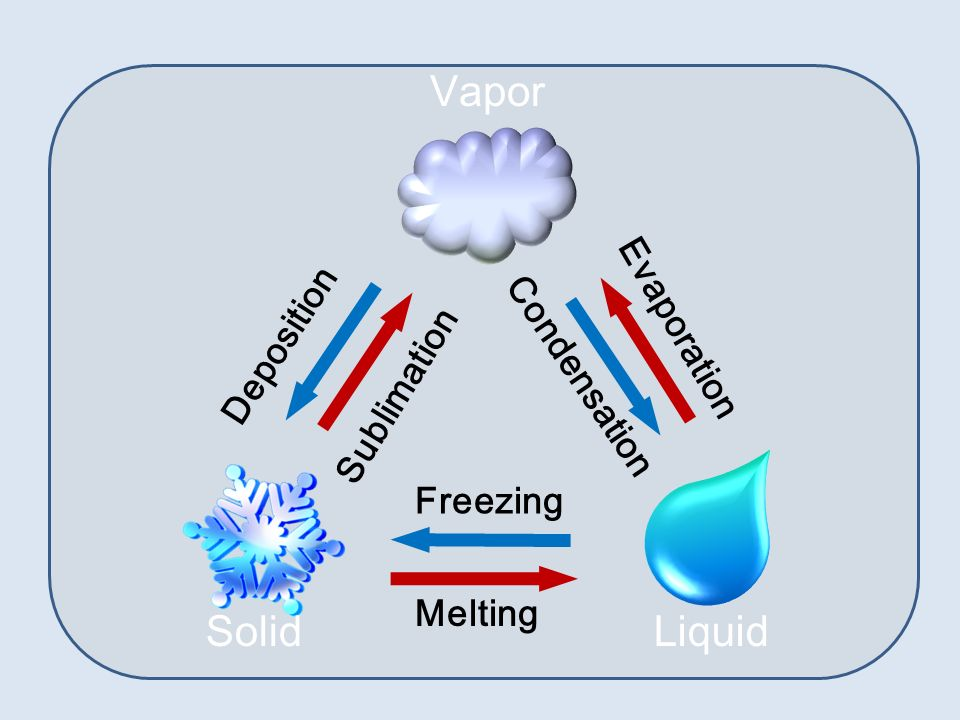 Vapor
Evaporation
Deposition
Condensation
Sublimation
Freezing
Melting
Solid
Liquid